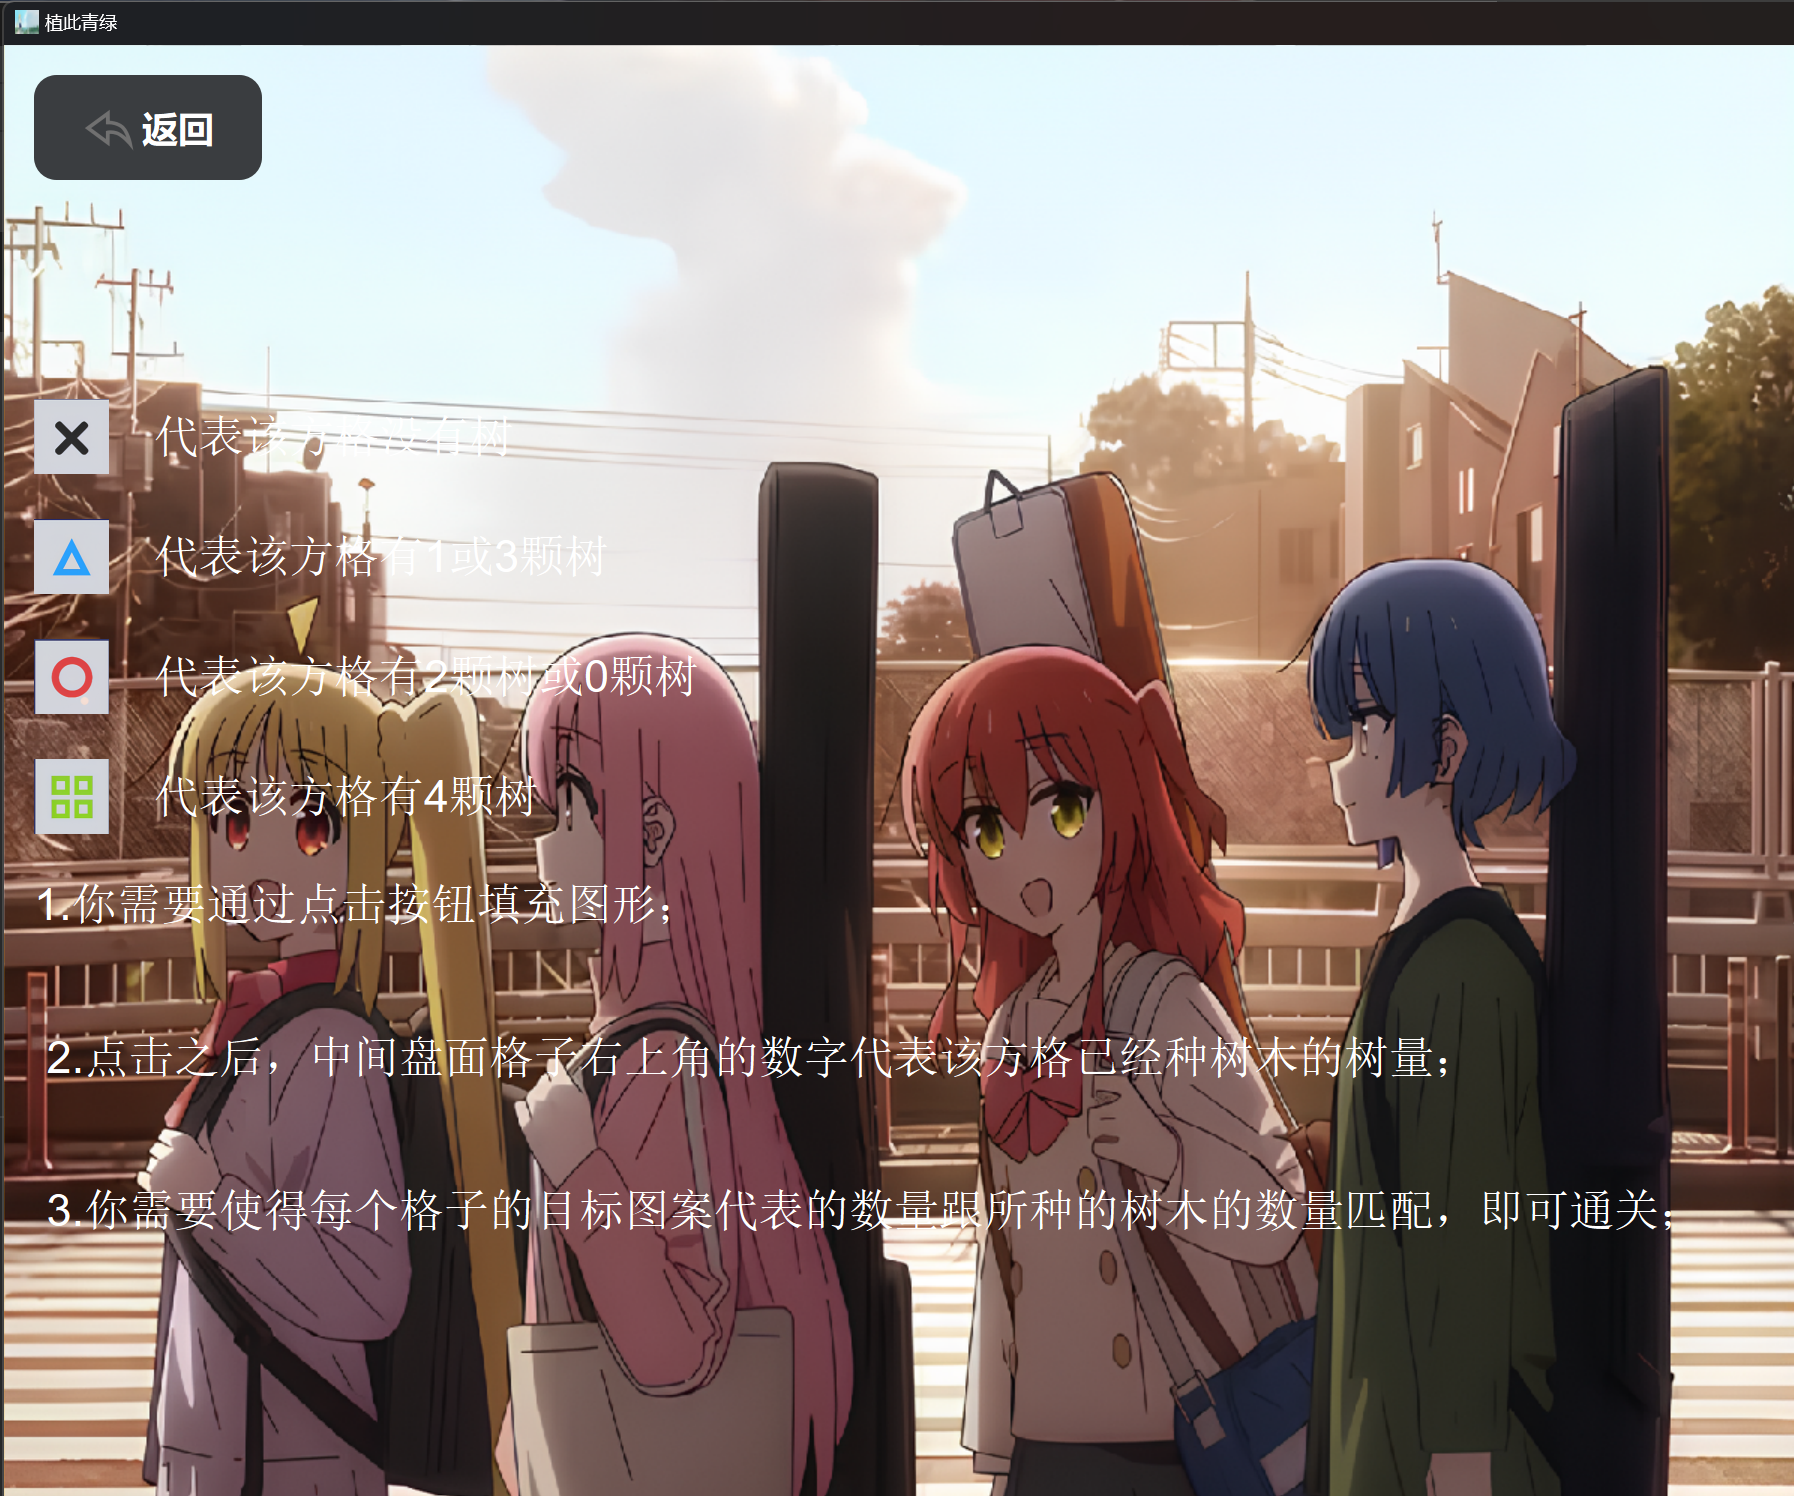 植此青绿
返回
代表该方格没有树
代表该方格有1或3颗树
代表该方格有2颗树或0颗树
代表该方格有4颗树
1.你需要通过点击按钮填充图形；
2.点击之后，中间盘面格子右上角的数字代表该方格已经种树木的树量；
3.你需要使得每个格子的目标图案代表的数量跟所种的树木的数量匹配，即可通关；